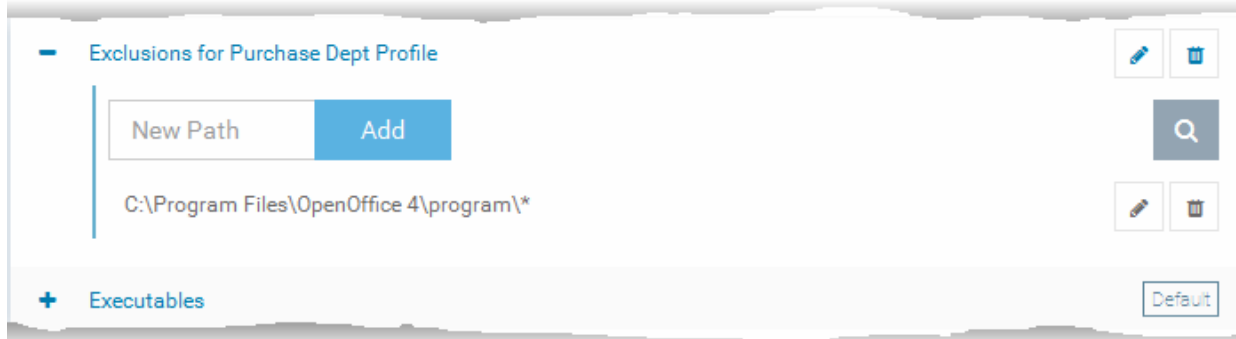 Exclusions for Purchase Dept Profile
New Path Add
C:\Program Files\OpenOffice 4\program\*
Executables Default